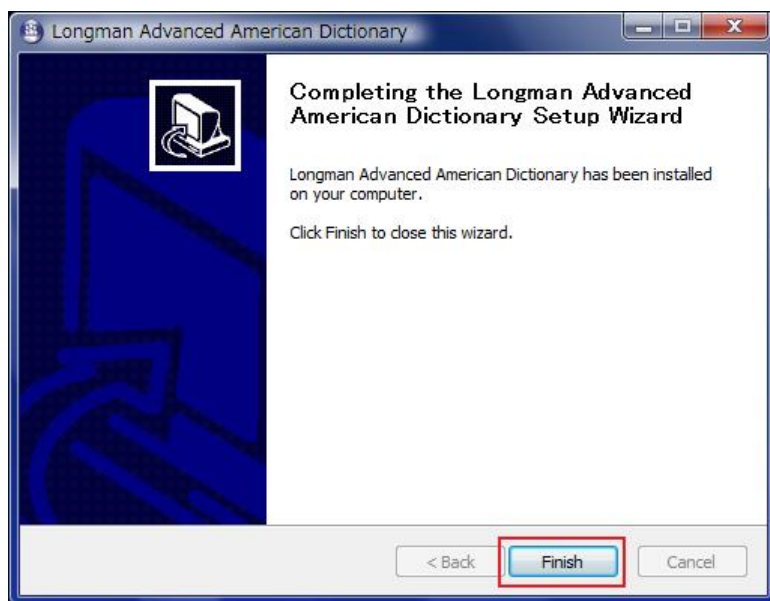 Longman Advanced American Dictionary
Completing the Longman Advanced
American Dictionary Setup Wizard
Longman Advanced American Dictionary has been installed
on your computer.
Click Finish to close this wizard.
< Back Finish Cancel